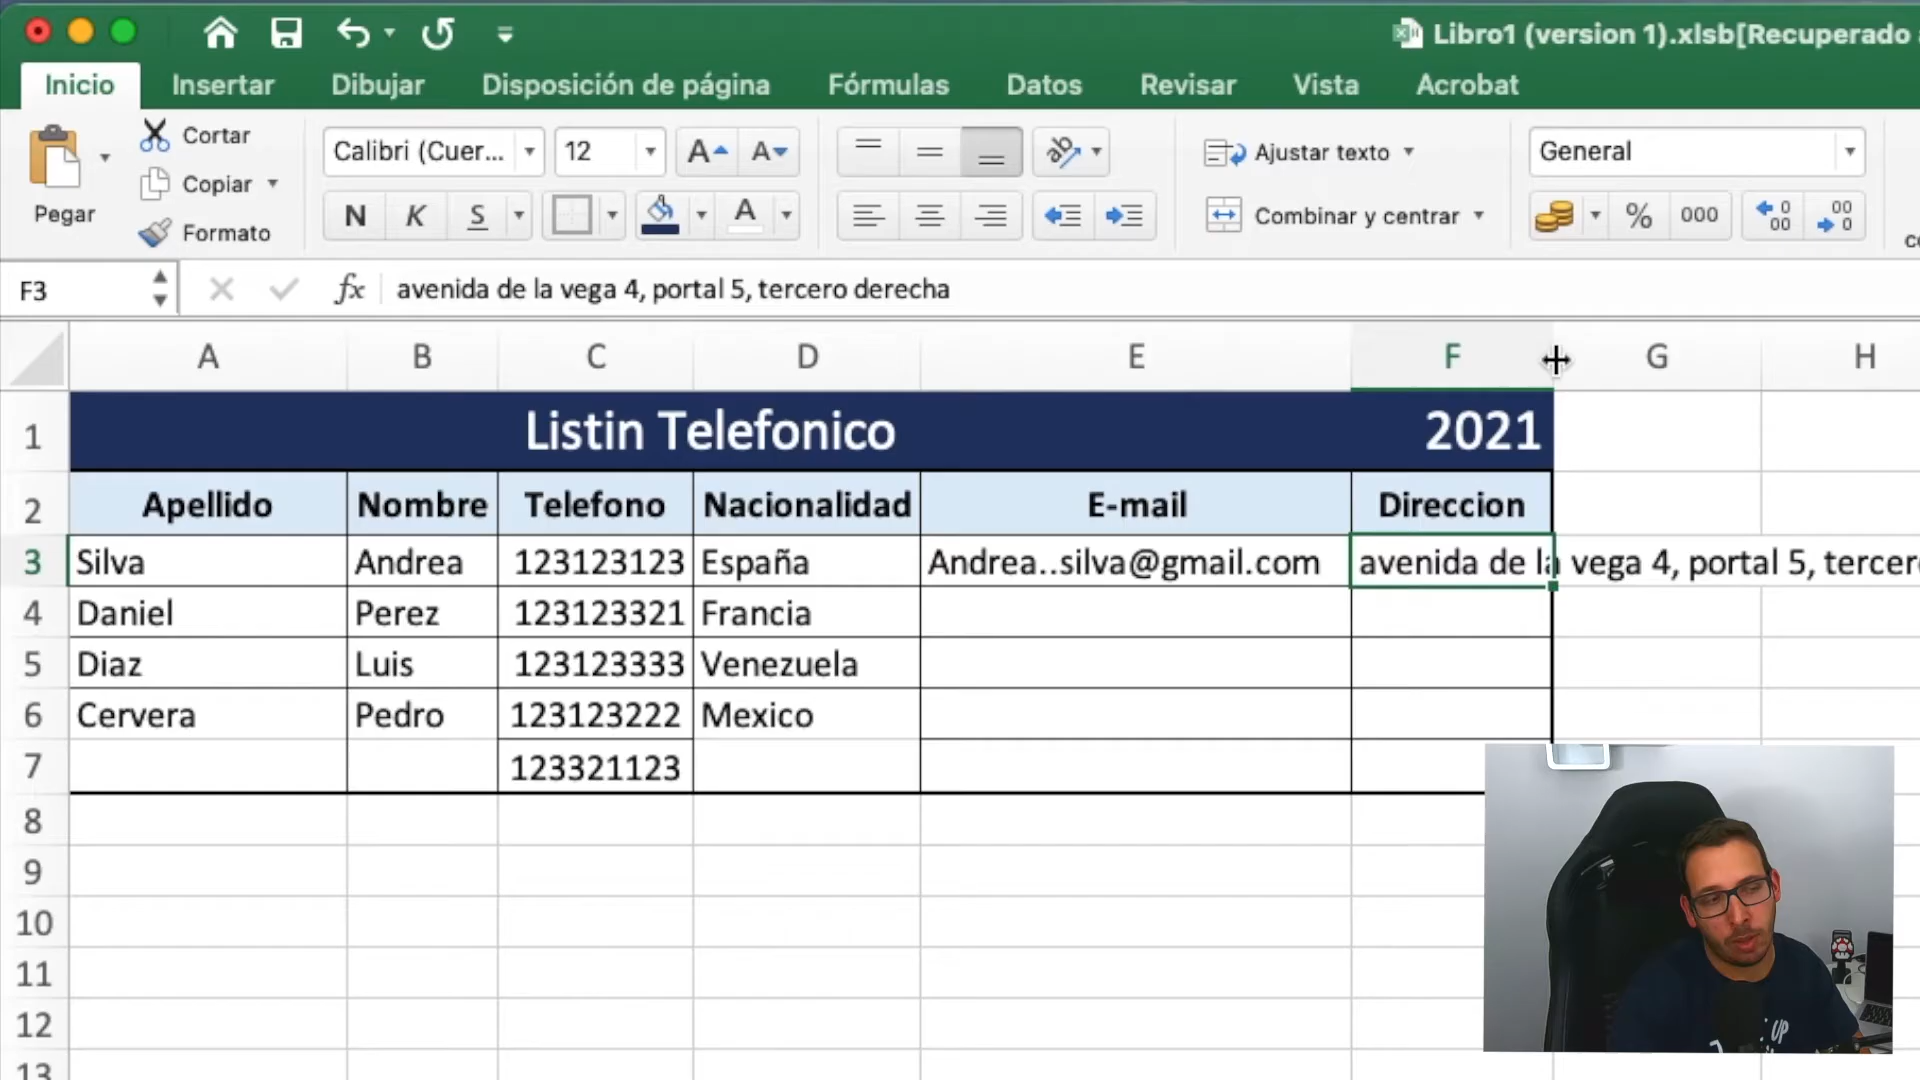 Libro1 (version 1).xlsb[Recuperado
Inicio Insertar Dibujar Disposición de página Fórmulas Datos Revisar Vista Acrobat
Cortar
Copiar
Formato
Pegar
Calibri (Cuer... 12
Ajustar texto
General
N K S
A
Combinar y centrar
% 000
F3 fx avenida de la vega 4, portal 5, tercero derecha
A B C D E F G H
1 Listin Telefonico 2021
2 Apellido Nombre Telefono Nacionalidad E-mail Direccion
3 Silva Andrea 123123123 España Andrea..silva@gmail.com avenida de la vega 4, portal 5, tercero
4 Daniel Perez 123123321 Francia
5 Diaz Luis 123123333 Venezuela
6 Cervera Pedro 123123222 Mexico
7 123321123
8
9
10
11
12
13